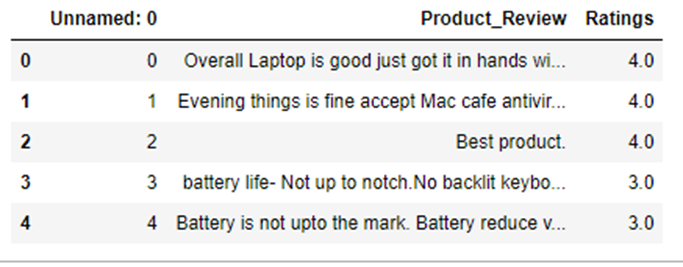 Unnamed: 0 Product_Review Ratings
0 0 Overall Laptop is good just got it in hands wi... 4.0
1 1 Evening things is fine accept Mac cafe antivir... 4.0
2 2 Best product. 4.0
3 3 battery life- Not up to notch.No backlit keybo... 3.0
4 4 Battery is not upto the mark. Battery reduce v... 3.0